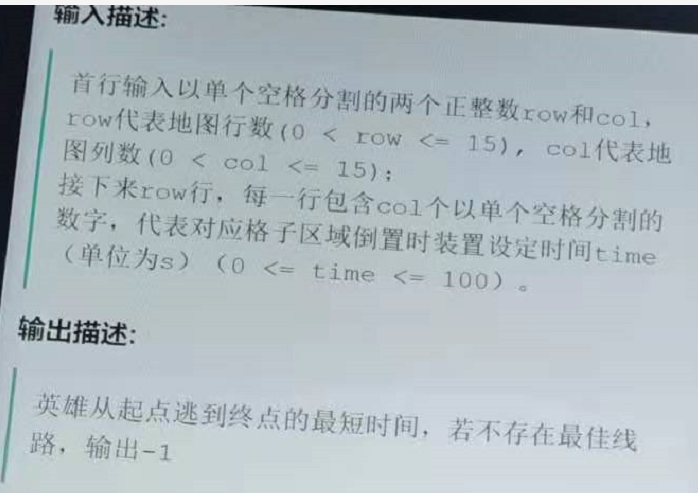 输入描述:
首行输入以单个空格分割的两个正整数row和col,
row代表地图行数(0 < row <= 15), col代表地
图列数(0 < col <= 15);
接下来row行，每一行包含col个以单个空格分割的
数字，代表对应格子区域倒置时装置设定时间time
（单位为s）（0 <= time <= 100）。
输出描述:
英雄从起点逃到终点的最短时间，若不存在最佳线
路，输出-1